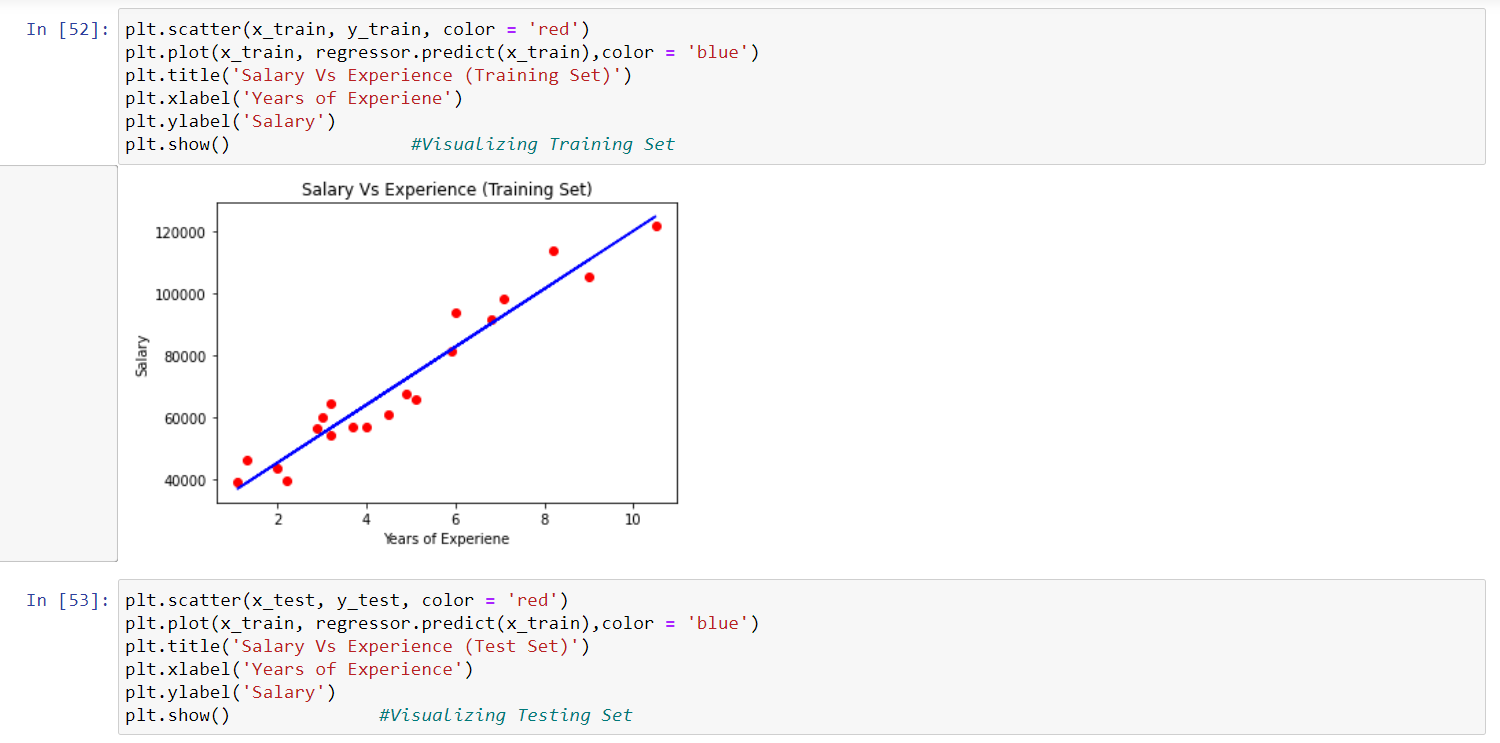 In [52]: plt.scatter(x_train, y_train, color = 'red')
plt.plot(x_train, regressor.predict(x_train),color = 'blue')
plt.title('Salary Vs Experience (Training Set)')
plt.xlabel('Years of Experiene')
plt.ylabel('Salary')
plt.show() #Visualizing Training Set
Salary Vs Experience (Training Set)
120000
100000
80000
60000
40000
Salary
2 4 6 8 10
Years of Experiene
In [53]: plt.scatter(x_test, y_test, color = 'red')
plt.plot(x_train, regressor.predict(x_train),color = 'blue')
plt.title('Salary Vs Experience (Test Set)')
plt.xlabel('Years of Experience')
plt.ylabel('Salary')
plt.show() #Visualizing Testing Set